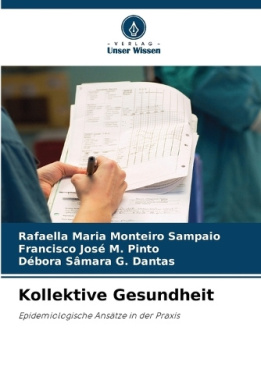 VERLAG
Unser Wissen
Rafaella Maria Monteiro Sampaio
Francisco José M. Pinto
Débora Sâmara G. Dantas
Kollektive Gesundheit
Epidemiologische Ansätze in der Praxis